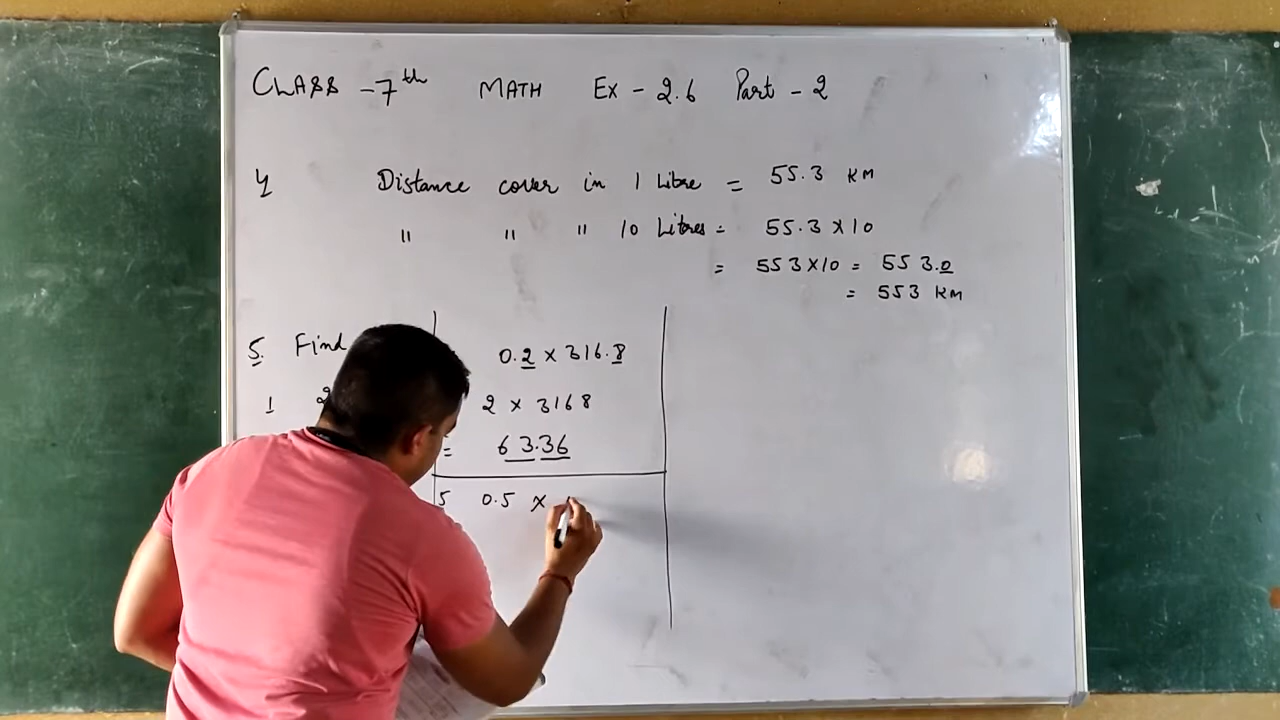 CLASS - 7th MATH Ex - 2.6 Part - 2
4 Distance cover in 1 Litre = 55.3 KM
" " " 10 Litres = 55.3 x 10
= 553x10 = 553.0
= 553 KM
5. Find
0.2 x 316.8
1 2
2 x 3168
= 63.36
5 0.5 x